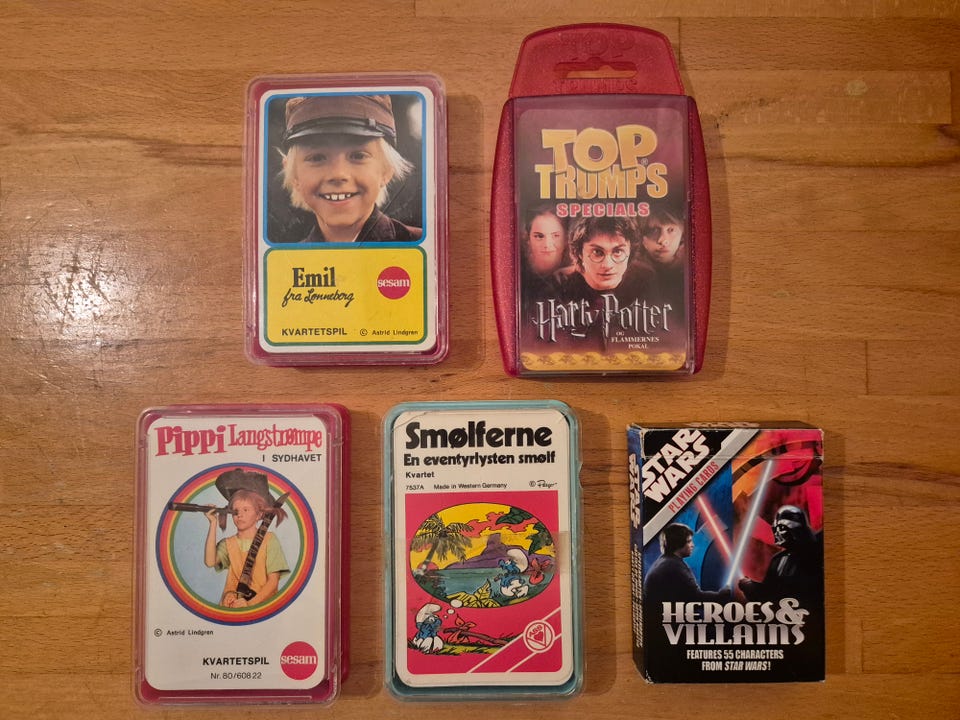 Emil
fra Lønneberg
sesam
KVARTETSPIL © Astrid Lindgren
TOP
TOP®
TRUMPS
SPECIALS
Harry Potter
OG
FLAMMERNES
POKAL
Pippi Langstrømpe
I SYDHAVET
© Astrid Lindgren
KVARTETSPIL
Nr. 80/608 22
sesam
Smølferne
En eventyrlysten smølf
Kvartet
7537A Made in Western Germany © Peyo
STAR
WARS
PLAYING CARDS
HEROES &
VILLAINS
FEATURES 55 CHARACTERS
FROM STAR WARS!